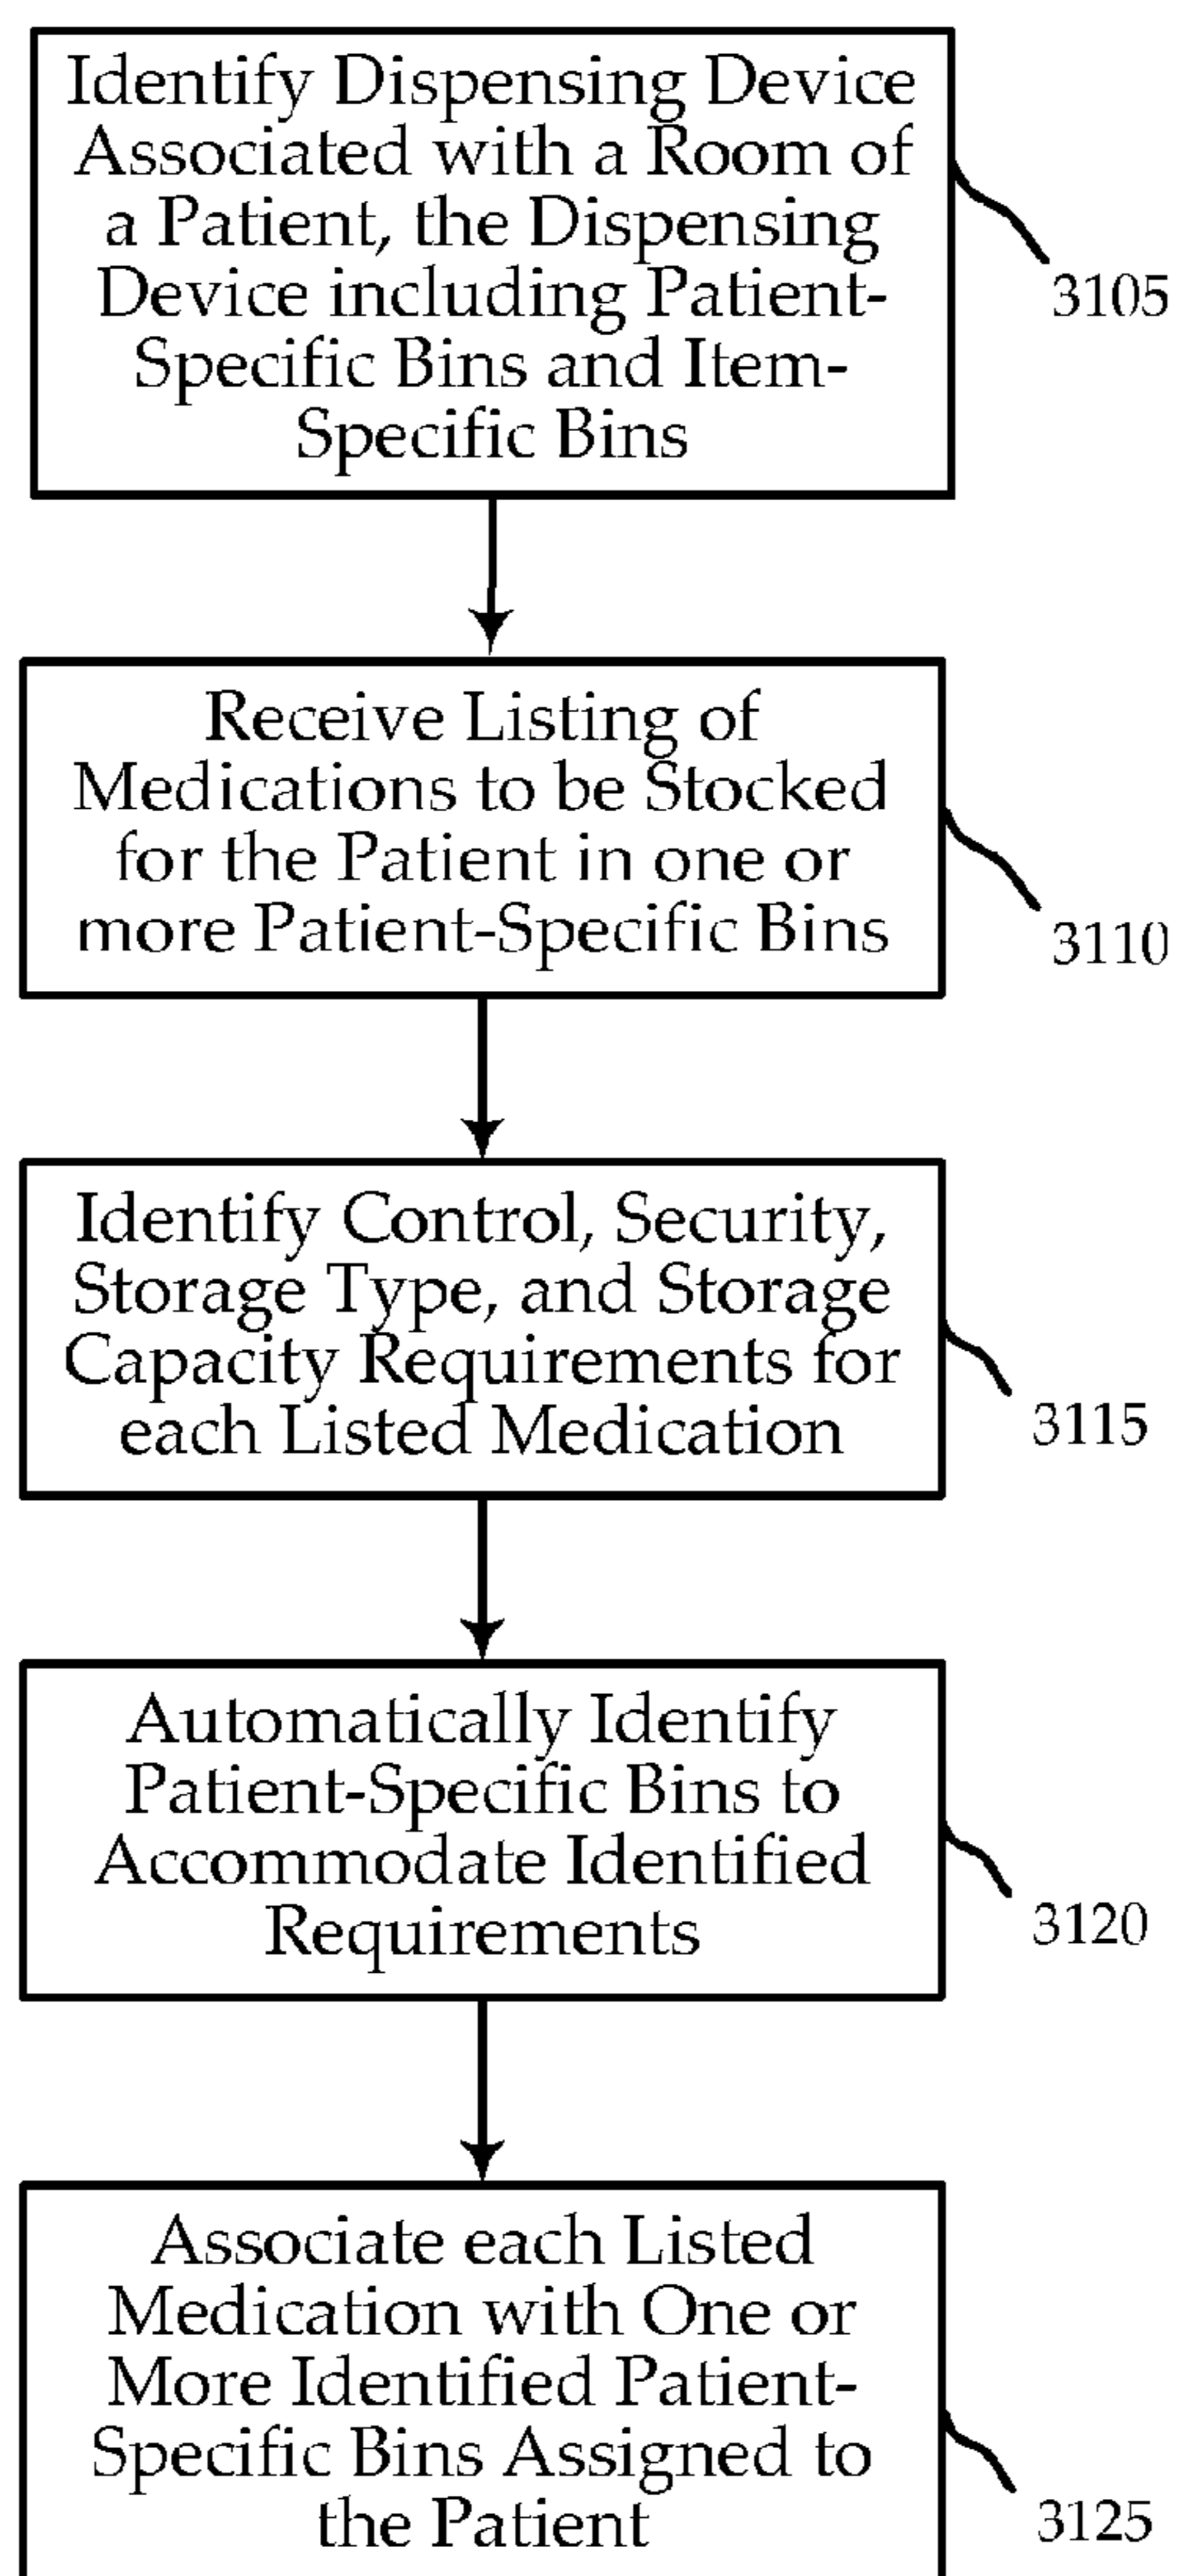 Identify Dispensing Device
Associated with a Room of
a Patient, the Dispensing
Device including Patient-
Specific Bins and Item-
Specific Bins
3105
Receive Listing of
Medications to be Stocked
for the Patient in one or
more Patient-Specific Bins
3110
Identify Control, Security,
Storage Type, and Storage
Capacity Requirements for
each Listed Medication
3115
Automatically Identify
Patient-Specific Bins to
Accommodate Identified
Requirements
3120
Associate each Listed
Medication with One or
More Identified Patient-
Specific Bins Assigned to
the Patient
3125